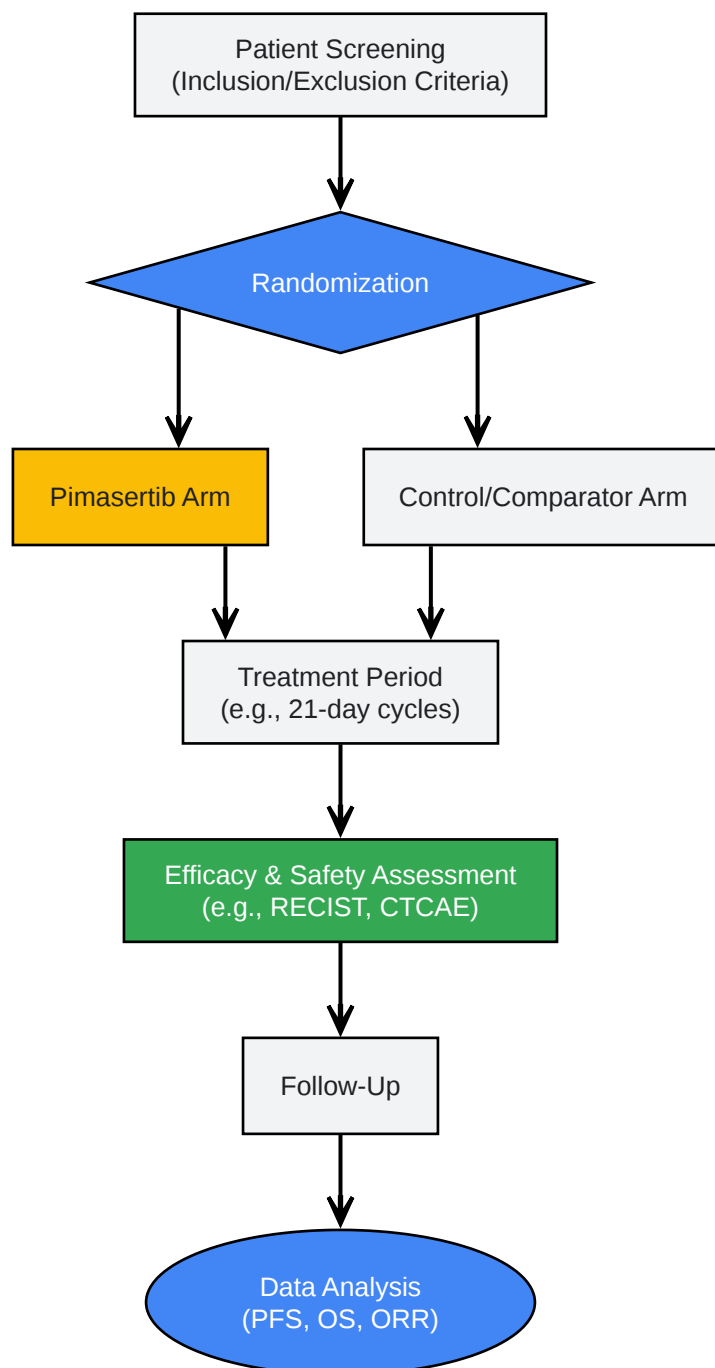 Patient Screening
(Inclusion/Exclusion Criteria)
Randomization
Pimasertib Arm
Control/Comparator Arm
Treatment Period
(e.g., 21-day cycles)
Efficacy & Safety Assessment
(e.g., RECIST, CTCAE)
Follow-Up
Data Analysis
(PFS, OS, ORR)